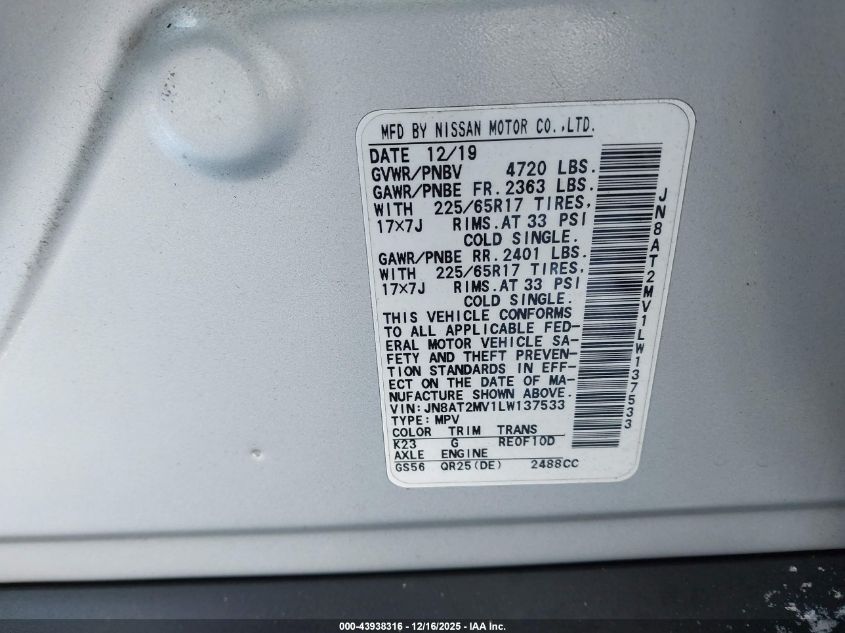 MFD BY NISSAN MOTOR CO.,LTD.
DATE 12/19
GVWR/PNBV 4720 LBS.
GAWR/PNBE FR. 2363 LBS.
WITH 225/65R17 TIRES,
17×7J RIMS.AT 33 PSI
COLD SINGLE.
GAWR/PNBE RR. 2401 LBS.
WITH 225/65R17 TIRES,
17×7J RIMS.AT 33 PSI
COLD SINGLE.
THIS VEHICLE CONFORMS
TO ALL APPLICABLE FED-
ERAL MOTOR VEHICLE SA-
FETY AND THEFT PREVEN-
TION STANDARDS IN EFF-
ECT ON THE DATE OF MA-
NUFACTURE SHOWN ABOVE.
VIN:JN8AT2MV1LW137533
TYPE:MPV
COLOR TRIM TRANS
K23 G RE0F10D
AXLE ENGINE
GS56 QR25(DE) 2488CC
JN8AT2MV1LW137533
000-43938316 - 12/16/2025 - IAA Inc.